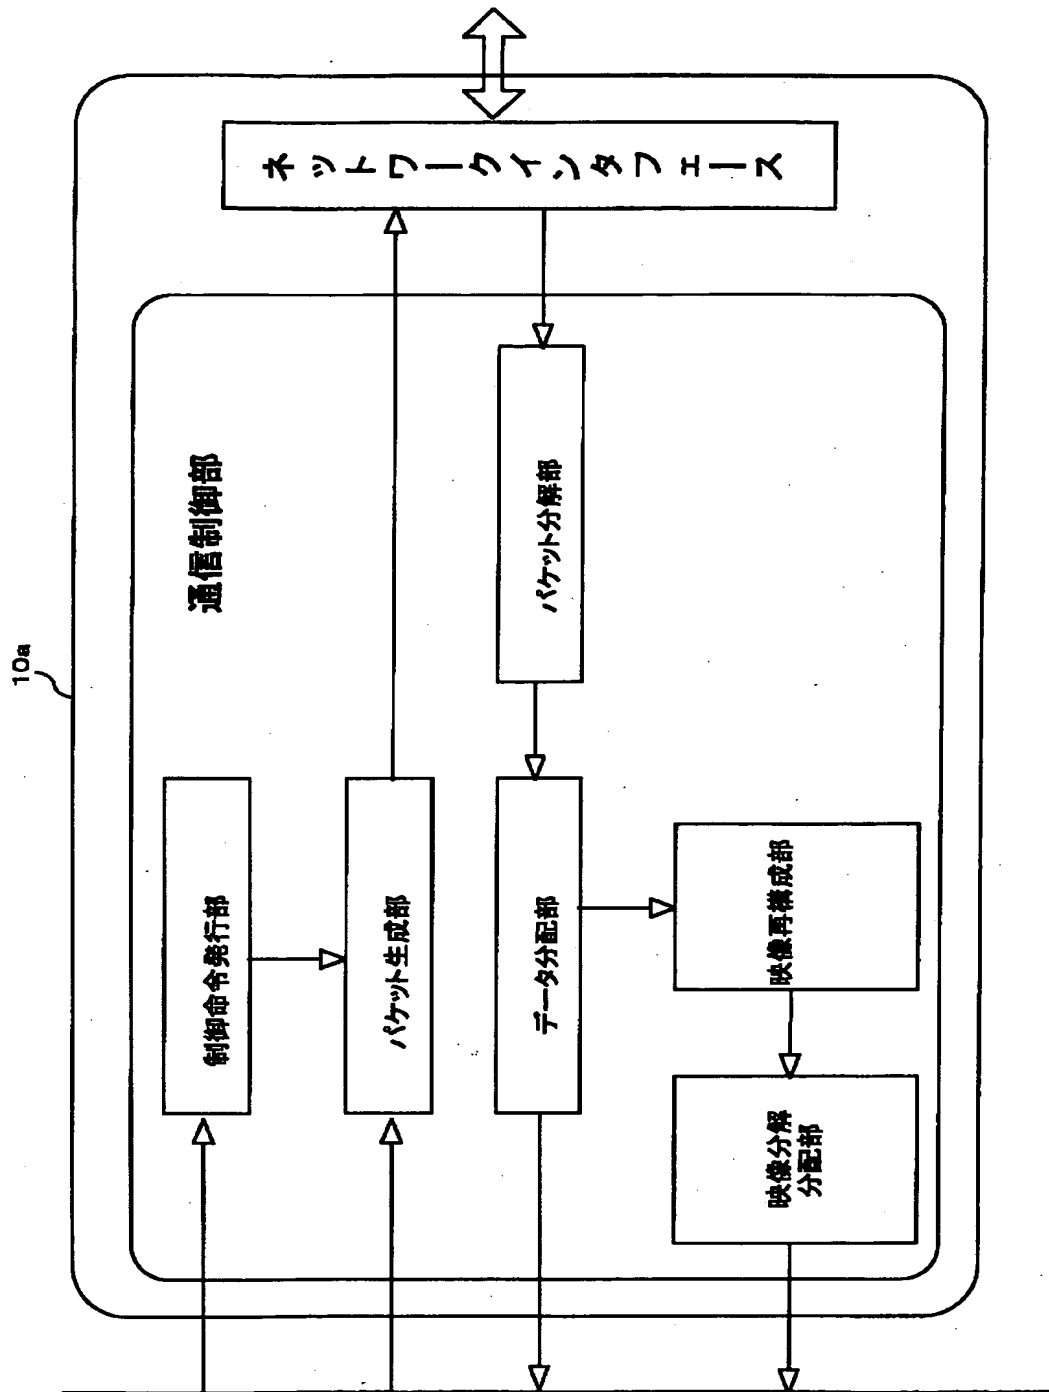 10a
通信制御部
ネットワークインタフェース
制御命令発行部
パケット生成部
パケット分解部
データ分配部
映像再構成部
映像分解
分配部